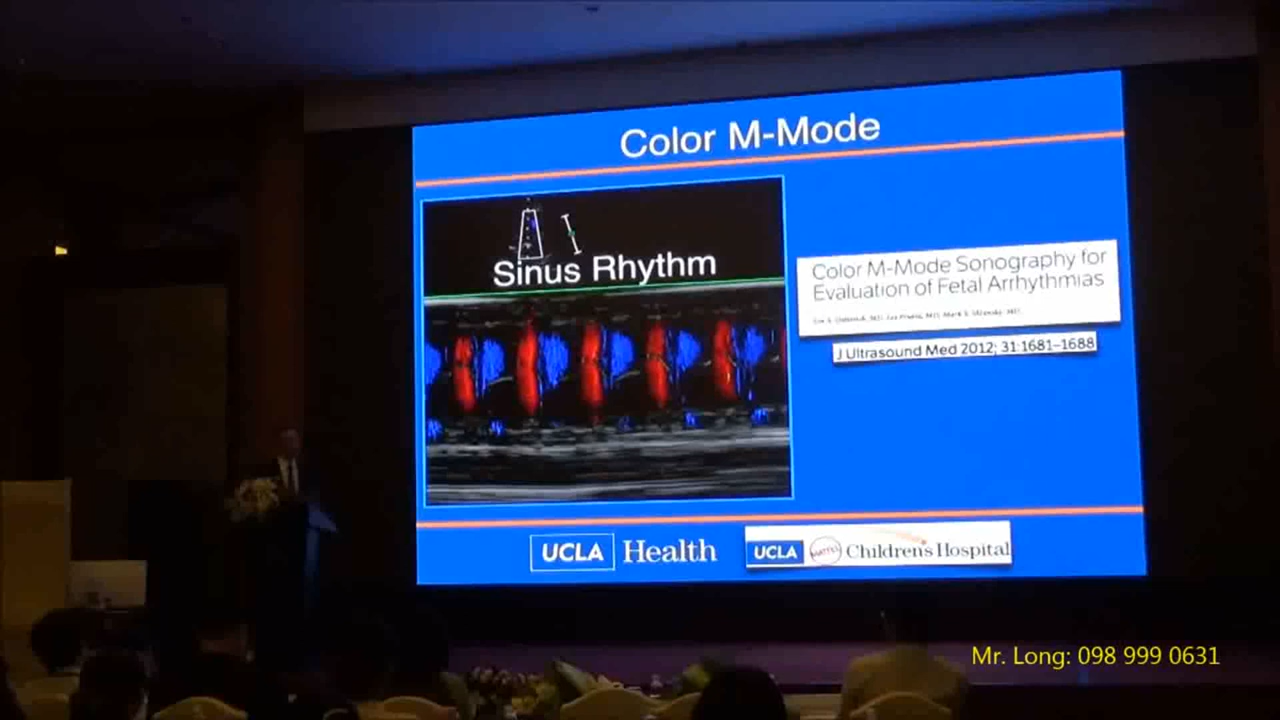 Color M-Mode
Sinus Rhythm
Color M-Mode Sonography for
Evaluation of Fetal Arrhythmias
J Ultrasound Med 2012; 31:1681–1688
UCLA Health
UCLA MATTEL Children's Hospital
Mr. Long: 098 999 0631